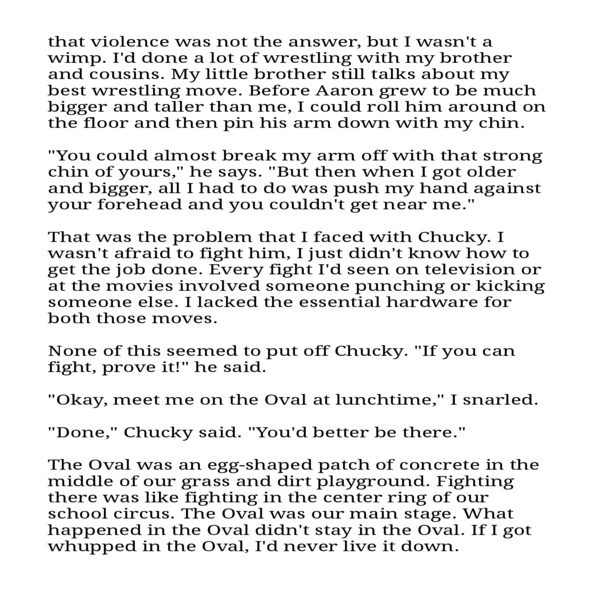 that violence was not the answer, but I wasn't a
wimp. I'd done a lot of wrestling with my brother
and cousins. My little brother still talks about my
best wrestling move. Before Aaron grew to be much
bigger and taller than me, I could roll him around on
the floor and then pin his arm down with my chin.
"You could almost break my arm off with that strong
chin of yours," he says. "But then when I got older
and bigger, all I had to do was push my hand against
your forehead and you couldn't get near me."
That was the problem that I faced with Chucky. I
wasn't afraid to fight him, I just didn't know how to
get the job done. Every fight I'd seen on television or
at the movies involved someone punching or kicking
someone else. I lacked the essential hardware for
both those moves.
None of this seemed to put off Chucky. "If you can
fight, prove it!" he said.
"Okay, meet me on the Oval at lunchtime," I snarled.
"Done," Chucky said. "You'd better be there."
The Oval was an egg-shaped patch of concrete in the
middle of our grass and dirt playground. Fighting
there was like fighting in the center ring of our
school circus. The Oval was our main stage. What
happened in the Oval didn't stay in the Oval. If I got
whupped in the Oval, I'd never live it down.